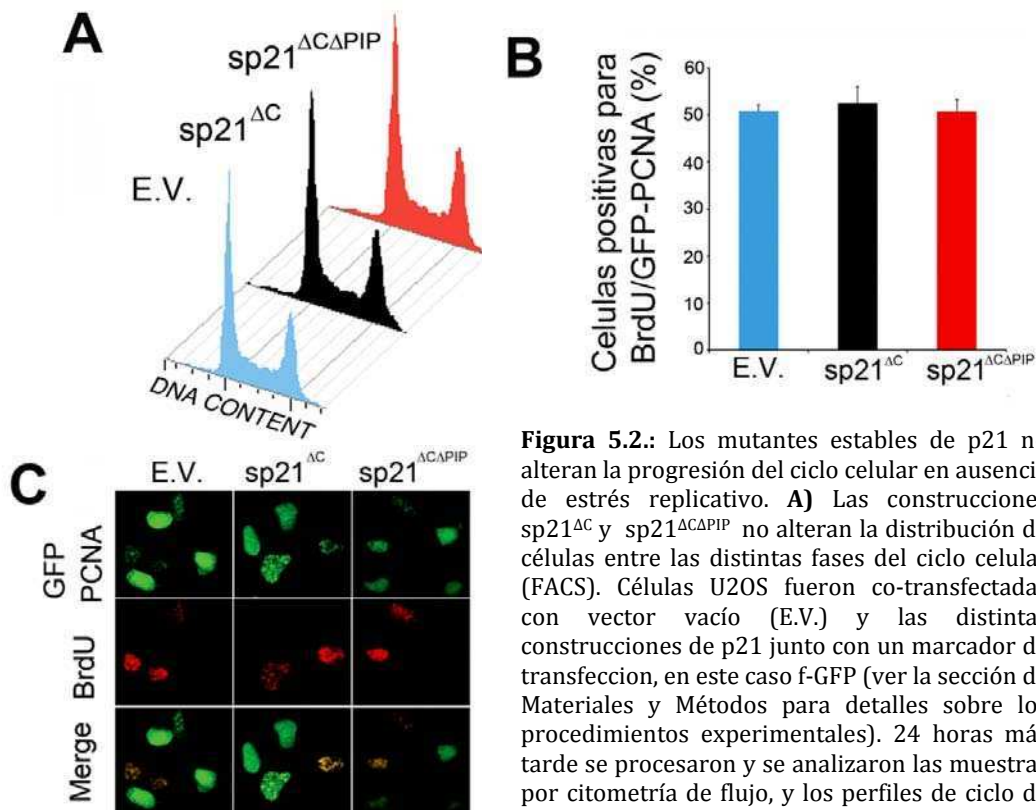 A
sp21ΔCΔPIP
sp21ΔC
E.V.
DNA CONTENT
B
Celulas positivas para
BrdU/GFP-PCNA (%)
60
50
40
30
20
10
0
E.V. sp21ΔC sp21ΔCΔPIP
C
E.V. sp21ΔC sp21ΔCΔPIP
GFP
PCNA
BrdU
Merge
Figura 5.2.: Los mutantes estables de p21 n
alteran la progresión del ciclo celular en ausenci
de estrés replicativo. A) Las construccione
sp21ΔC y sp21ΔCΔPIP no alteran la distribución d
células entre las distintas fases del ciclo celula
(FACS). Células U2OS fueron co-transfectada
con vector vacío (E.V.) y las distinta
construcciones de p21 junto con un marcador d
transfeccion, en este caso f-GFP (ver la sección d
Materiales y Métodos para detalles sobre lo
procedimientos experimentales). 24 horas má
tarde se procesaron y se analizaron las muestra
por citometría de flujo, y los perfiles de ciclo d